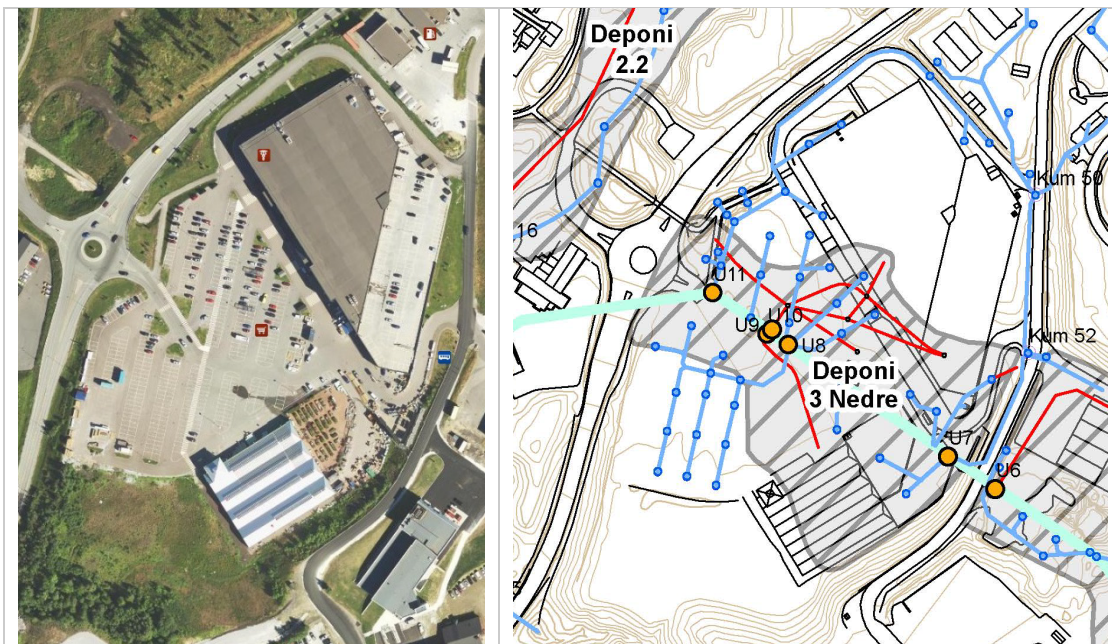 Deponi
2.2
Kum 50
16
U11
U10
U9
U8
Kum 52
Deponi
3 Nedre
U7
U6